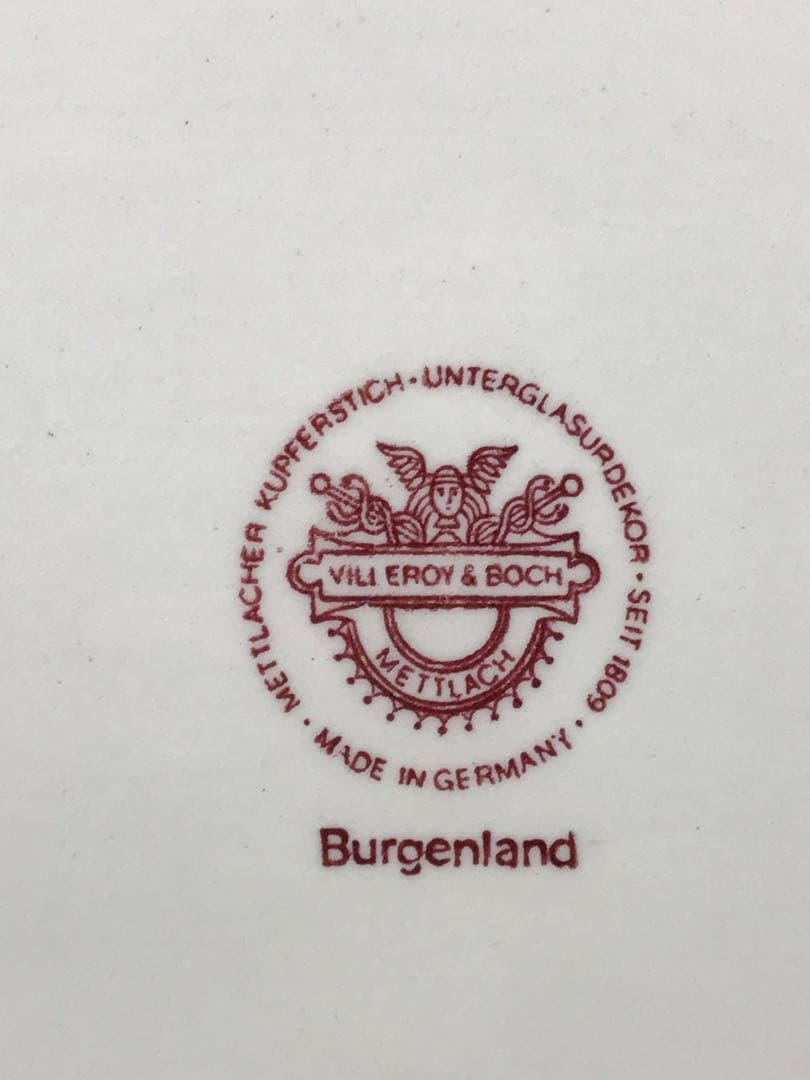 METTLACHER KUPFERSTICH · UNTERGLASURDEKOR · SEIT 1809 ·
VILLEROY & BOCH
METTLACH
MADE IN GERMANY
Burgenland